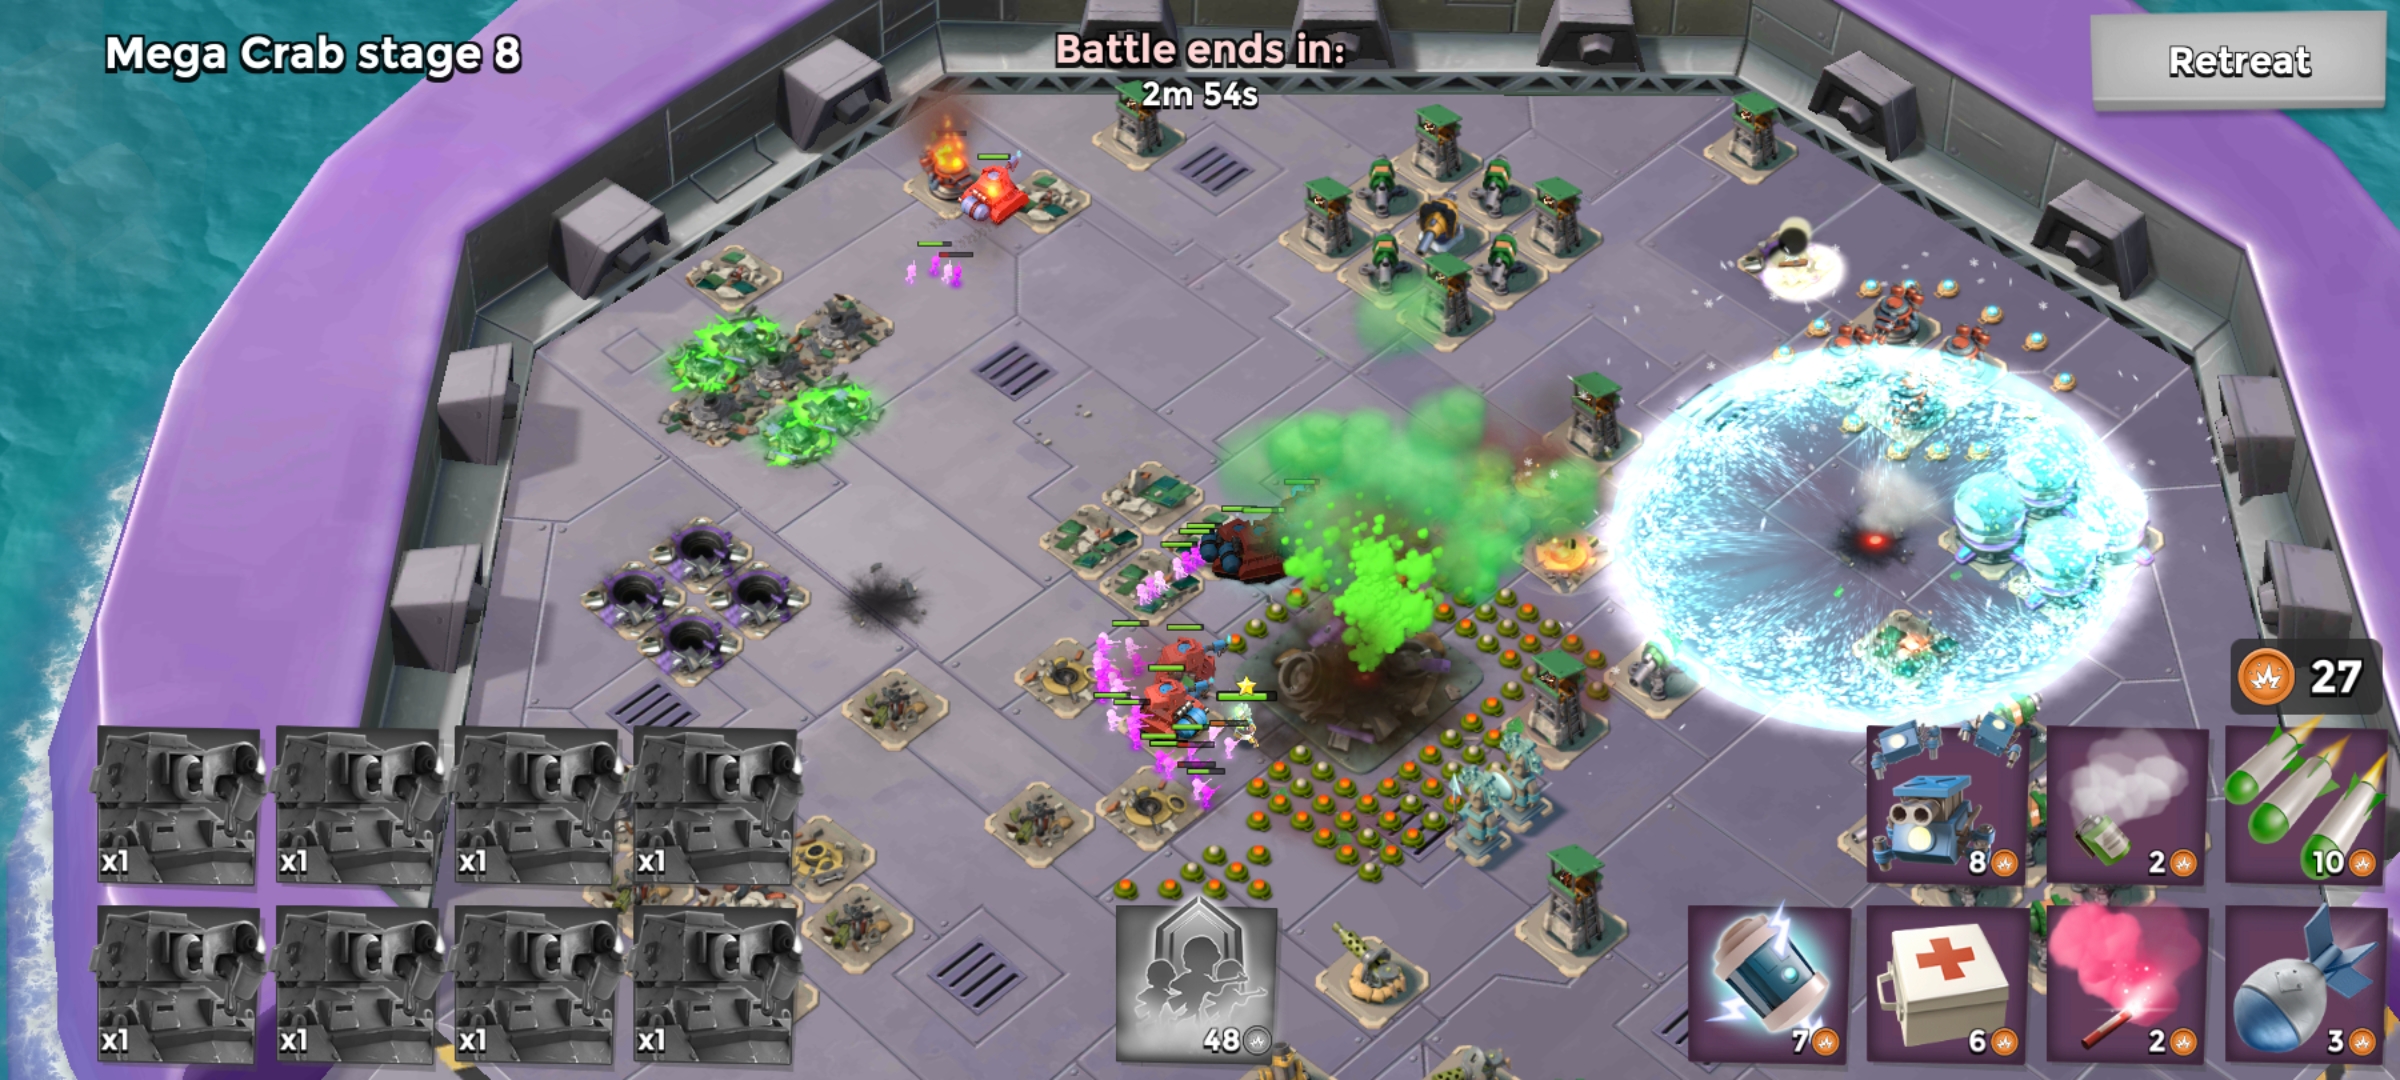 Mega Crab stage 8
Battle ends in:
2m 54s
Retreat
27
x1 x1 x1 x1
8 2 10
x1 x1 x1 x1
48
7 6 2 3